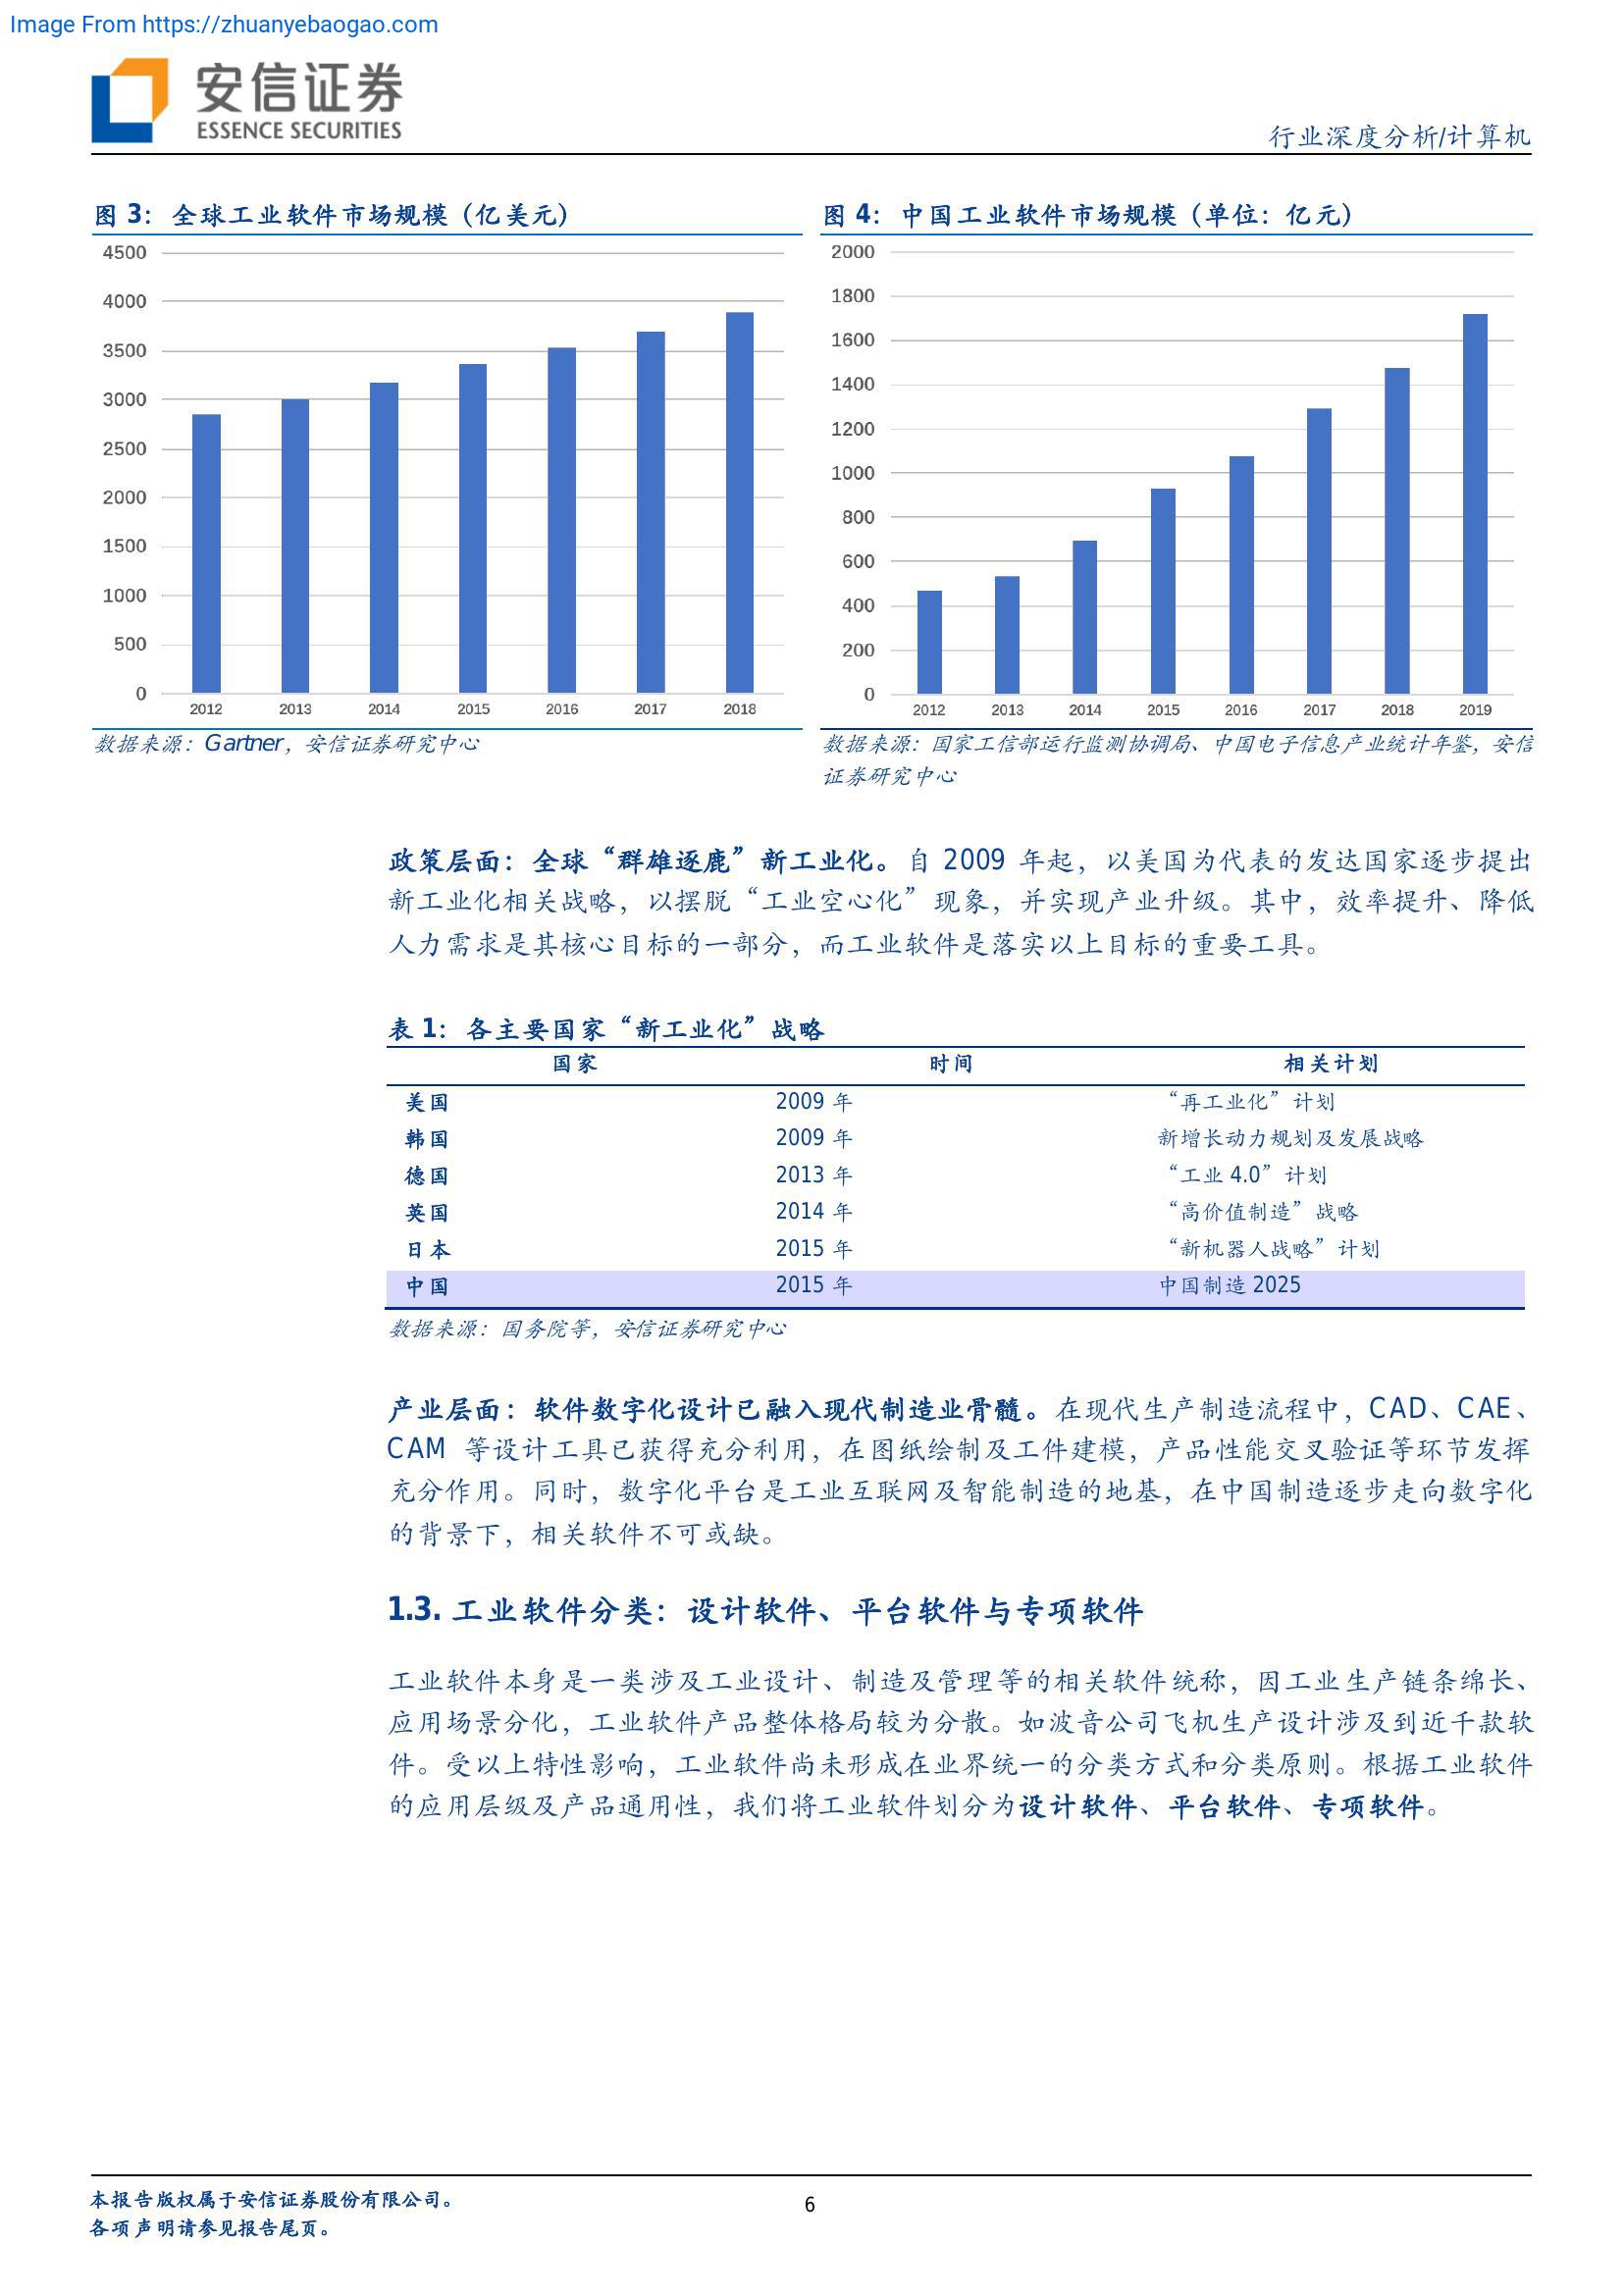 Image From https://zhuanyebaogao.com
安信证券
ESSENCE SECURITIES
行业深度分析/计算机
图 3：全球工业软件市场规模（亿美元）
4500
4000
3500
3000
2500
2000
1500
1000
500
0
2012 2013 2014 2015 2016 2017 2018
数据来源：Gartner，安信证券研究中心
图 4：中国工业软件市场规模（单位：亿元）
2000
1800
1600
1400
1200
1000
800
600
400
200
0
2012 2013 2014 2015 2016 2017 2018 2019
数据来源：国家工信部运行监测协调局、中国电子信息产业统计年鉴，安信
证券研究中心
政策层面：全球“群雄逐鹿”新工业化。自 2009 年起，以美国为代表的发达国家逐步提出
新工业化相关战略，以摆脱“工业空心化”现象，并实现产业升级。其中，效率提升、降低
人力需求是其核心目标的一部分，而工业软件是落实以上目标的重要工具。
表 1：各主要国家“新工业化”战略
国家 时间 相关计划
美国 2009 年 “再工业化”计划
韩国 2009 年 新增长动力规划及发展战略
德国 2013 年 “工业 4.0”计划
英国 2014 年 “高价值制造”战略
日本 2015 年 “新机器人战略”计划
中国 2015 年 中国制造 2025
数据来源：国务院等，安信证券研究中心
产业层面：软件数字化设计已融入现代制造业骨髓。在现代生产制造流程中，CAD、CAE、
CAM 等设计工具已获得充分利用，在图纸绘制及工件建模，产品性能交叉验证等环节发挥
充分作用。同时，数字化平台是工业互联网及智能制造的地基，在中国制造逐步走向数字化
的背景下，相关软件不可或缺。
1.3. 工业软件分类：设计软件、平台软件与专项软件
工业软件本身是一类涉及工业设计、制造及管理等的相关软件统称，因工业生产链条绵长、
应用场景分化，工业软件产品整体格局较为分散。如波音公司飞机生产设计涉及到近千款软
件。受以上特性影响，工业软件尚未形成在业界统一的分类方式和分类原则。根据工业软件
的应用层级及产品通用性，我们将工业软件划分为设计软件、平台软件、专项软件。
本报告版权属于安信证券股份有限公司。
各项声明请参见报告尾页。
6